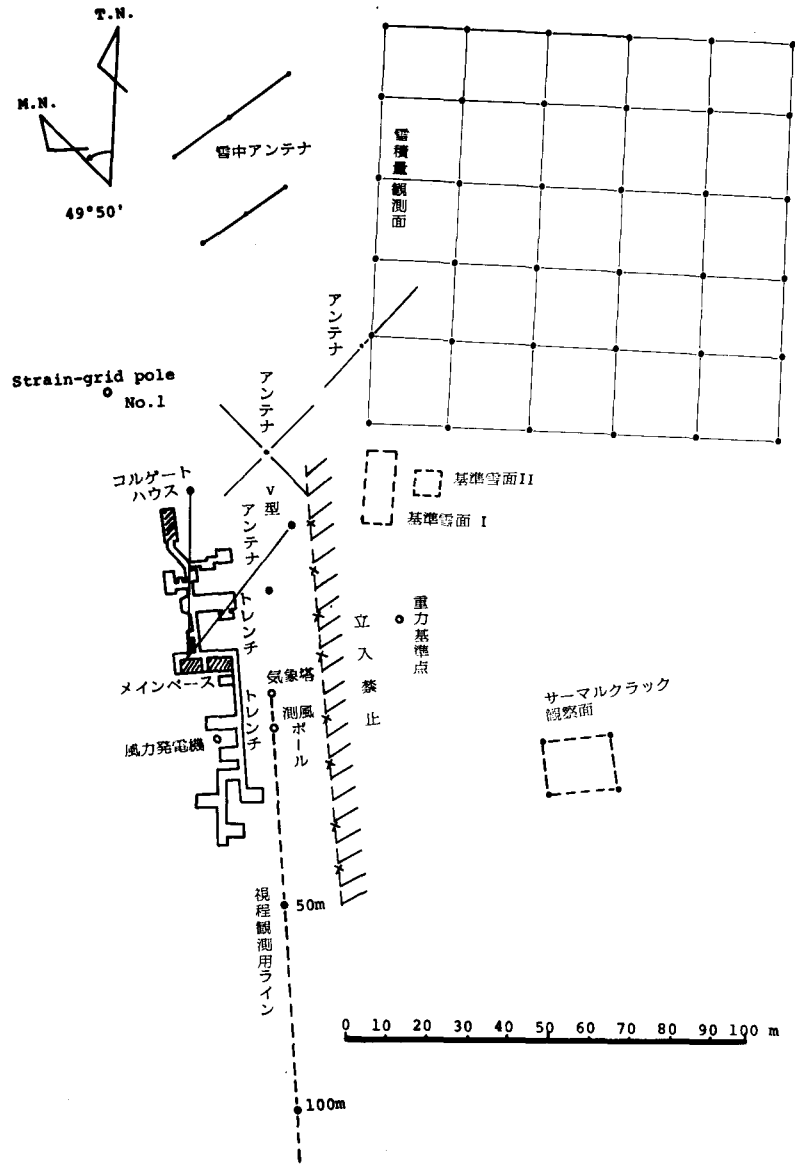 T.N.
M.N.
49°50'
雪中アンテナ
雪積量観測面
アンテナ
Strain-grid pole
No.1
アンテナ
コルゲート
ハウス
V型
アンテナ
基準雪面II
基準雪面 I
トレンチ
立入禁止
重力基準点
メインベース
気象塔
トレンチ
測風ポール
風力発電機
サーマルクラック
観察面
視程観測用ライン
50m
0 10 20 30 40 50 60 70 80 90 100 m
100m